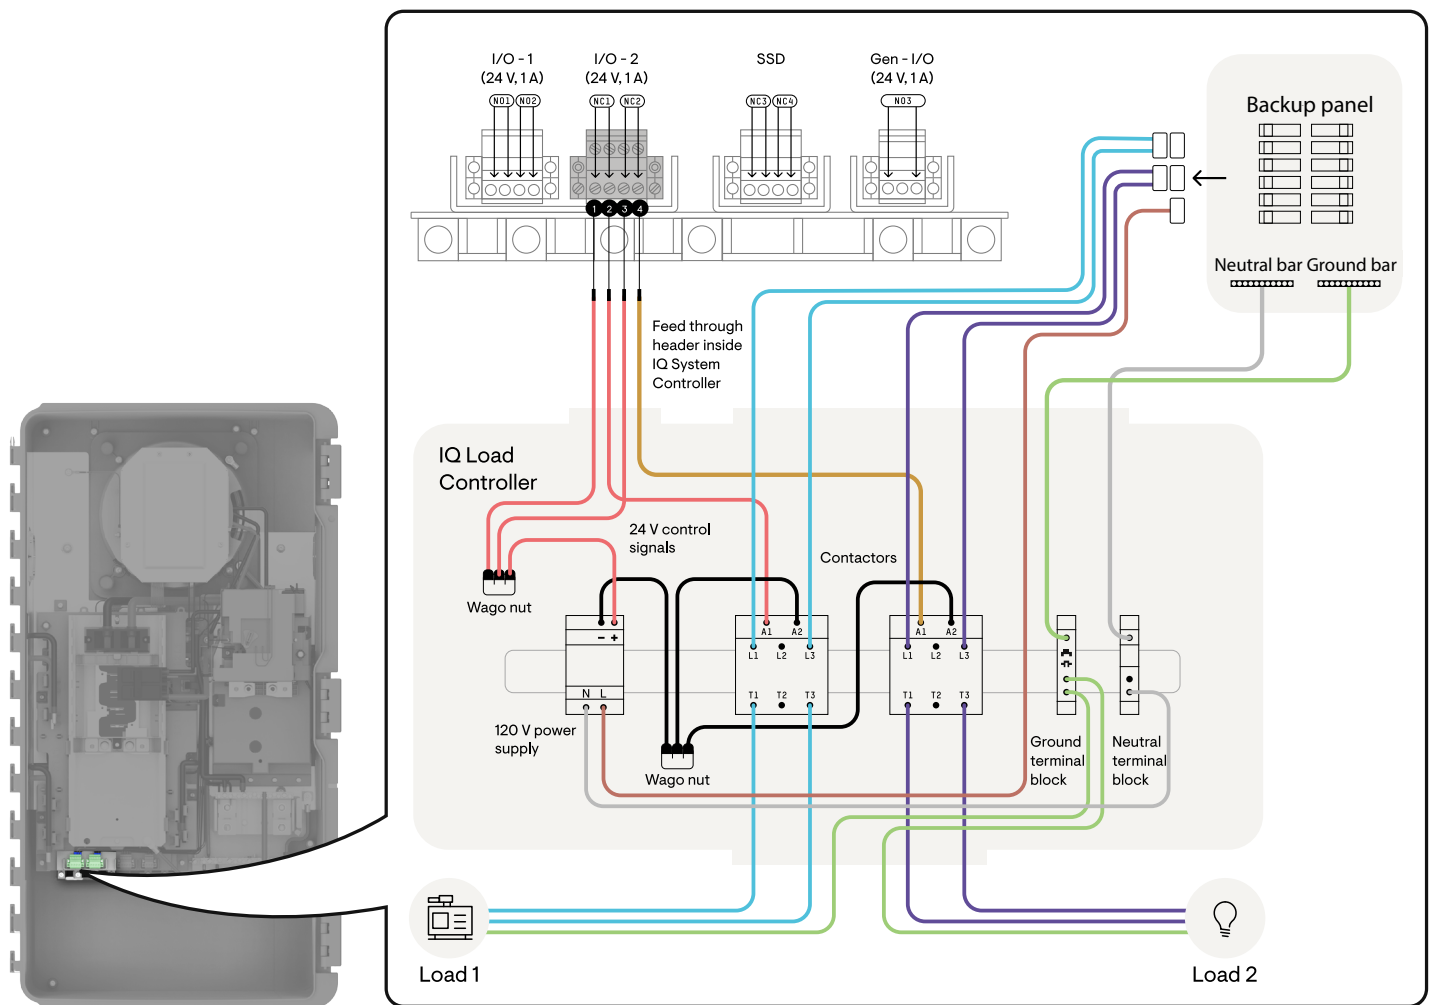 I/O - 1
(24 V, 1 A)
I/O - 2
(24 V, 1 A)
SSD
Gen - I/O
(24 V, 1 A)
NO1 NO2
NC1 NC2
NC3 NC4
NO3
Backup panel
Neutral bar Ground bar
1 2 3 4
Feed through
header inside
IQ System
Controller
IQ Load
Controller
24 V control
signals
Contactors
Wago nut
− +
A1 A2
L1 L2 L3
T1 T2 T3
A1 A2
L1 L2 L3
T1 T2 T3
N L
120 V power
supply
Wago nut
Ground
terminal
block
Neutral
terminal
block
Load 1
Load 2